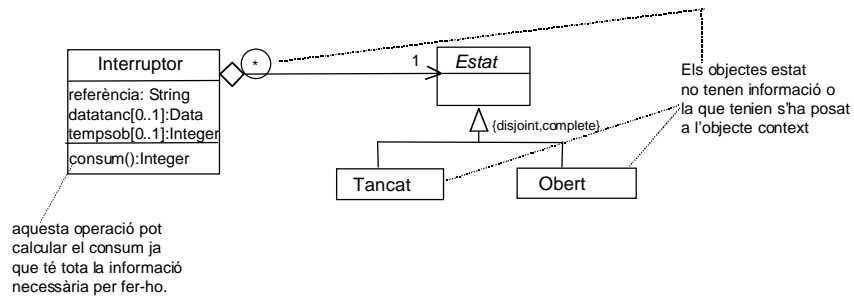 Interruptor
*
1
Estat
referència: String
datatanc[0..1]:Data
tempsob[0..1]:Integer
consum():Integer
{disjoint,complete}
Tancat
Obert
Els objectes estat
no tenen informació o
la que tenien s'ha posat
a l'objecte context
aquesta operació pot
calcular el consum ja
que té tota la informació
necessària per fer-ho.